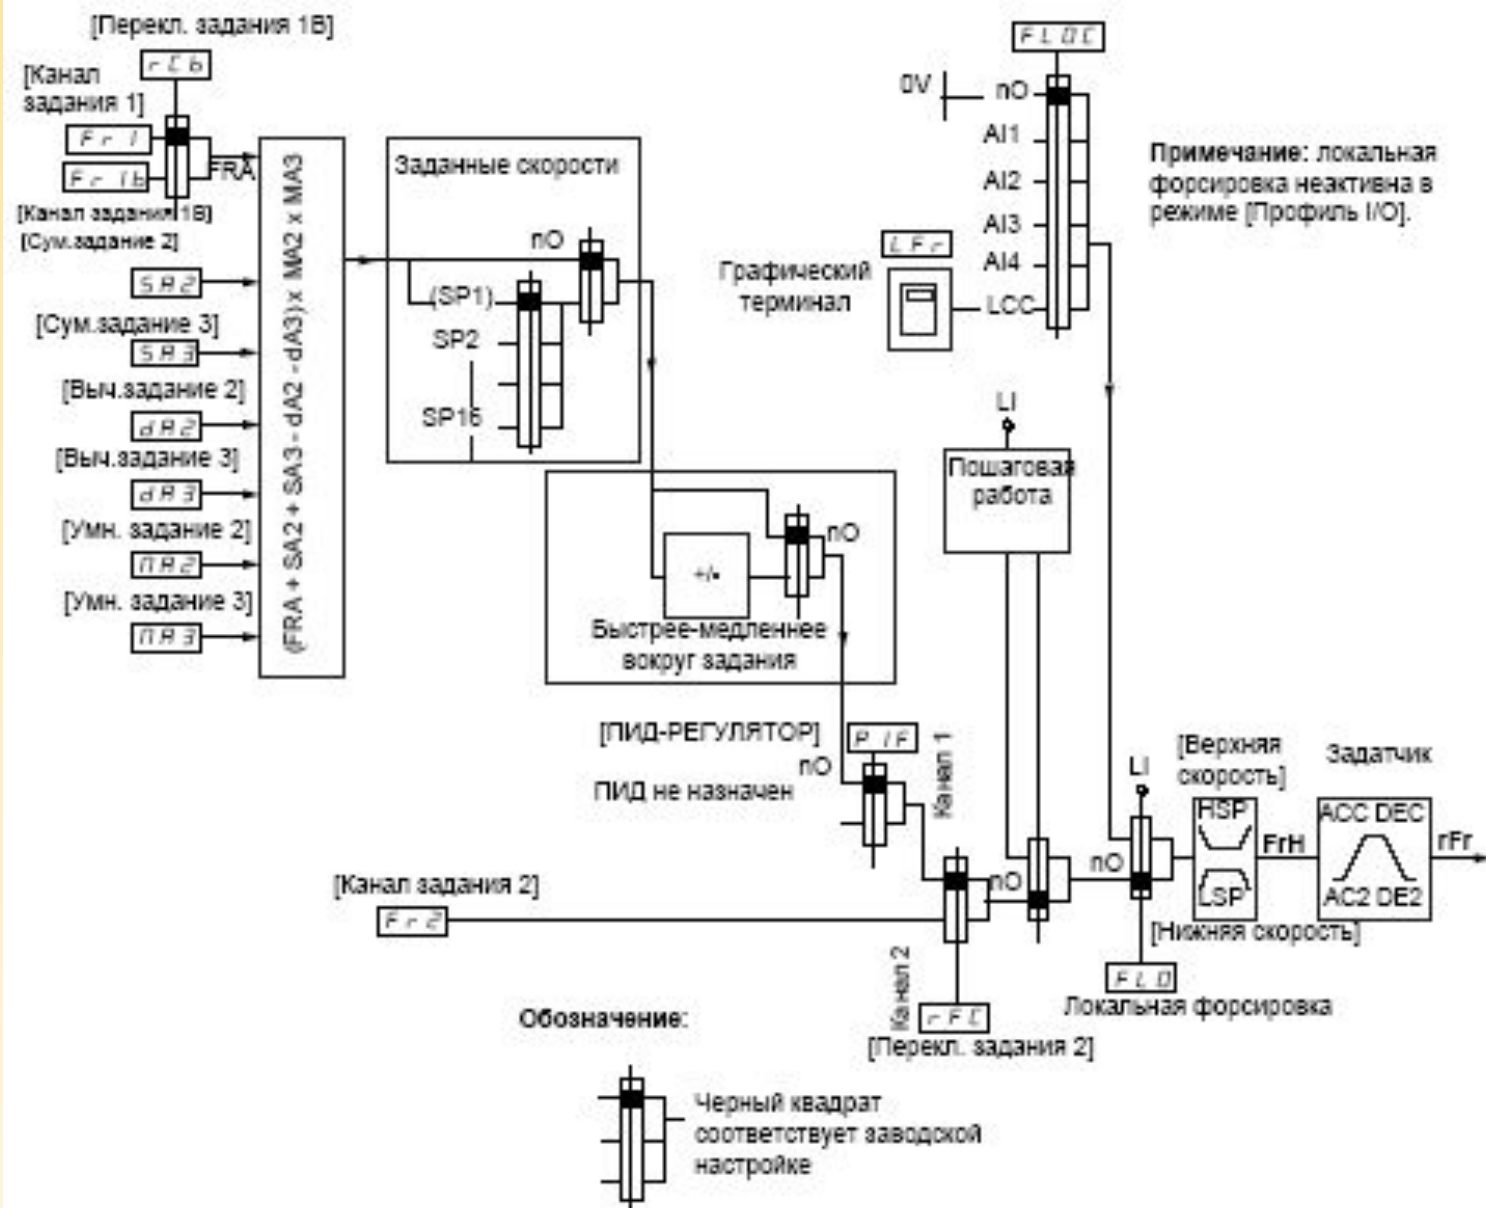 [Перекл. задания 1B]
rCb
[Канал
задания 1]
Fr1
Fr1b
FRA
[Канал задания 1B]
[Сум.задание 2]
SA2
[Сум.задание 3]
SA3
[Выч.задание 2]
dA2
[Выч.задание 3]
dA3
[Умн. задание 2]
MA2
[Умн. задание 3]
MA3
(FRA + SA2 + SA3 - dA2 - dA3) x MA2 x MA3
Заданные скорости
nO
(SP1)
SP2
SP16
+/-
nO
Быстрее-медленнее
вокруг задания
FLOC
0V
nO
AI1
AI2
AI3
AI4
LCC
LFr
Графический
терминал
Примечание: локальная
форсировка неактивна в
режиме [Профиль I/O].
LI
Пошаговая
работа
[ПИД-РЕГУЛЯТОР]
PIF
nO
ПИД не назначен
Канал 1
[Канал задания 2]
Fr2
nO
Канал 2
rFC
[Перекл. задания 2]
LI
nO
FLO
Локальная форсировка
[Верхняя
скорость]
HSP
LSP
[Нижняя скорость]
FrH
Задатчик
ACC DEC
AC2 DE2
rFr
Обозначение:
Черный квадрат
соответствует заводской
настройке